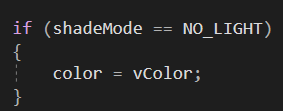 if (shadeMode == NO_LIGHT)
{
    color = vColor;
}